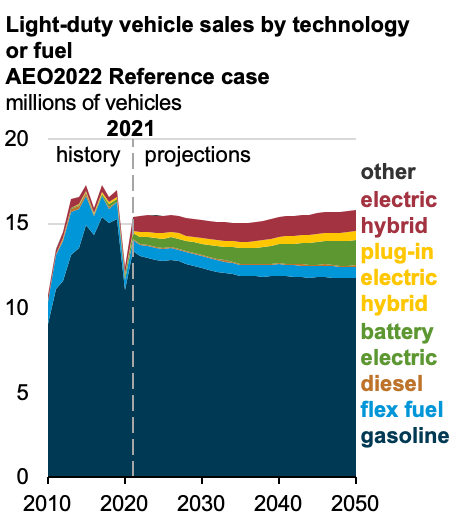 Light-duty vehicle sales by technology
or fuel
AEO2022 Reference case
millions of vehicles
2021
20
history
projections
15
10
5
0
2010
2020
2030
2040
2050
other
electric
hybrid
plug-in
electric
hybrid
battery
electric
diesel
flex fuel
gasoline